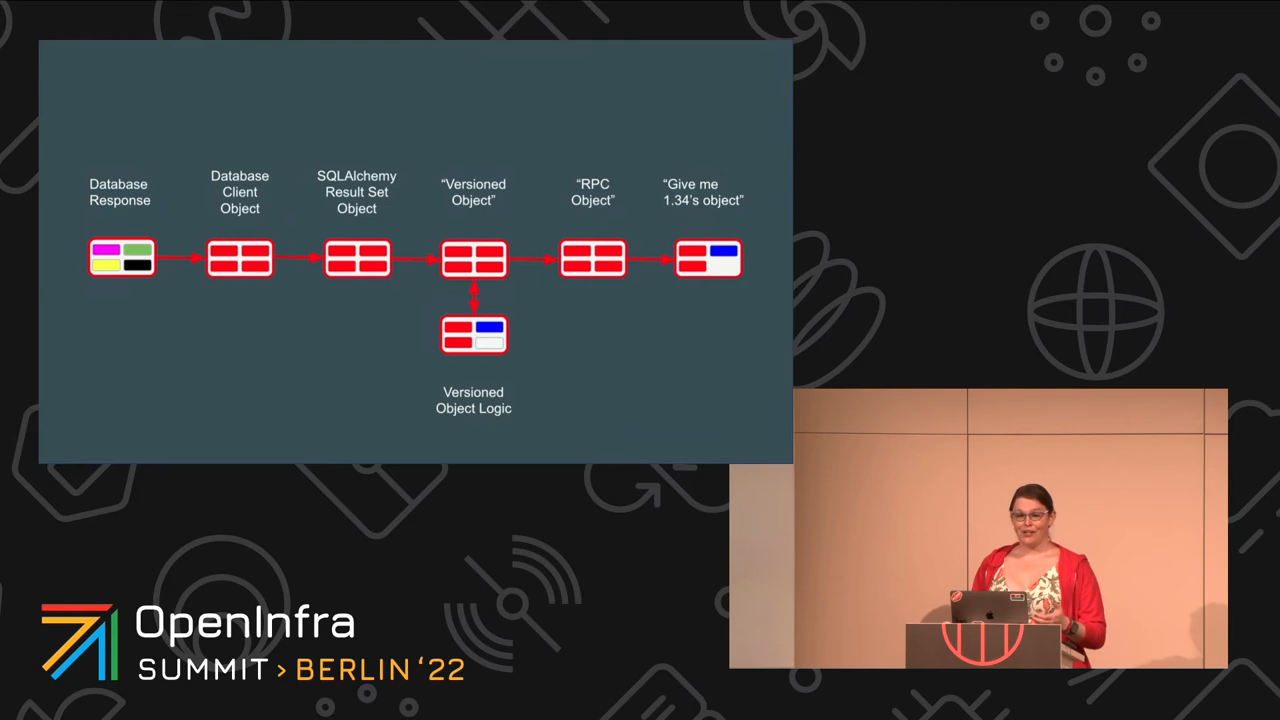 Database
Response
Database
Client
Object
SQLAlchemy
Result Set
Object
“Versioned
Object”
“RPC
Object”
“Give me
1.34’s object”
Versioned
Object Logic
OpenInfra
SUMMIT > BERLIN ‘22